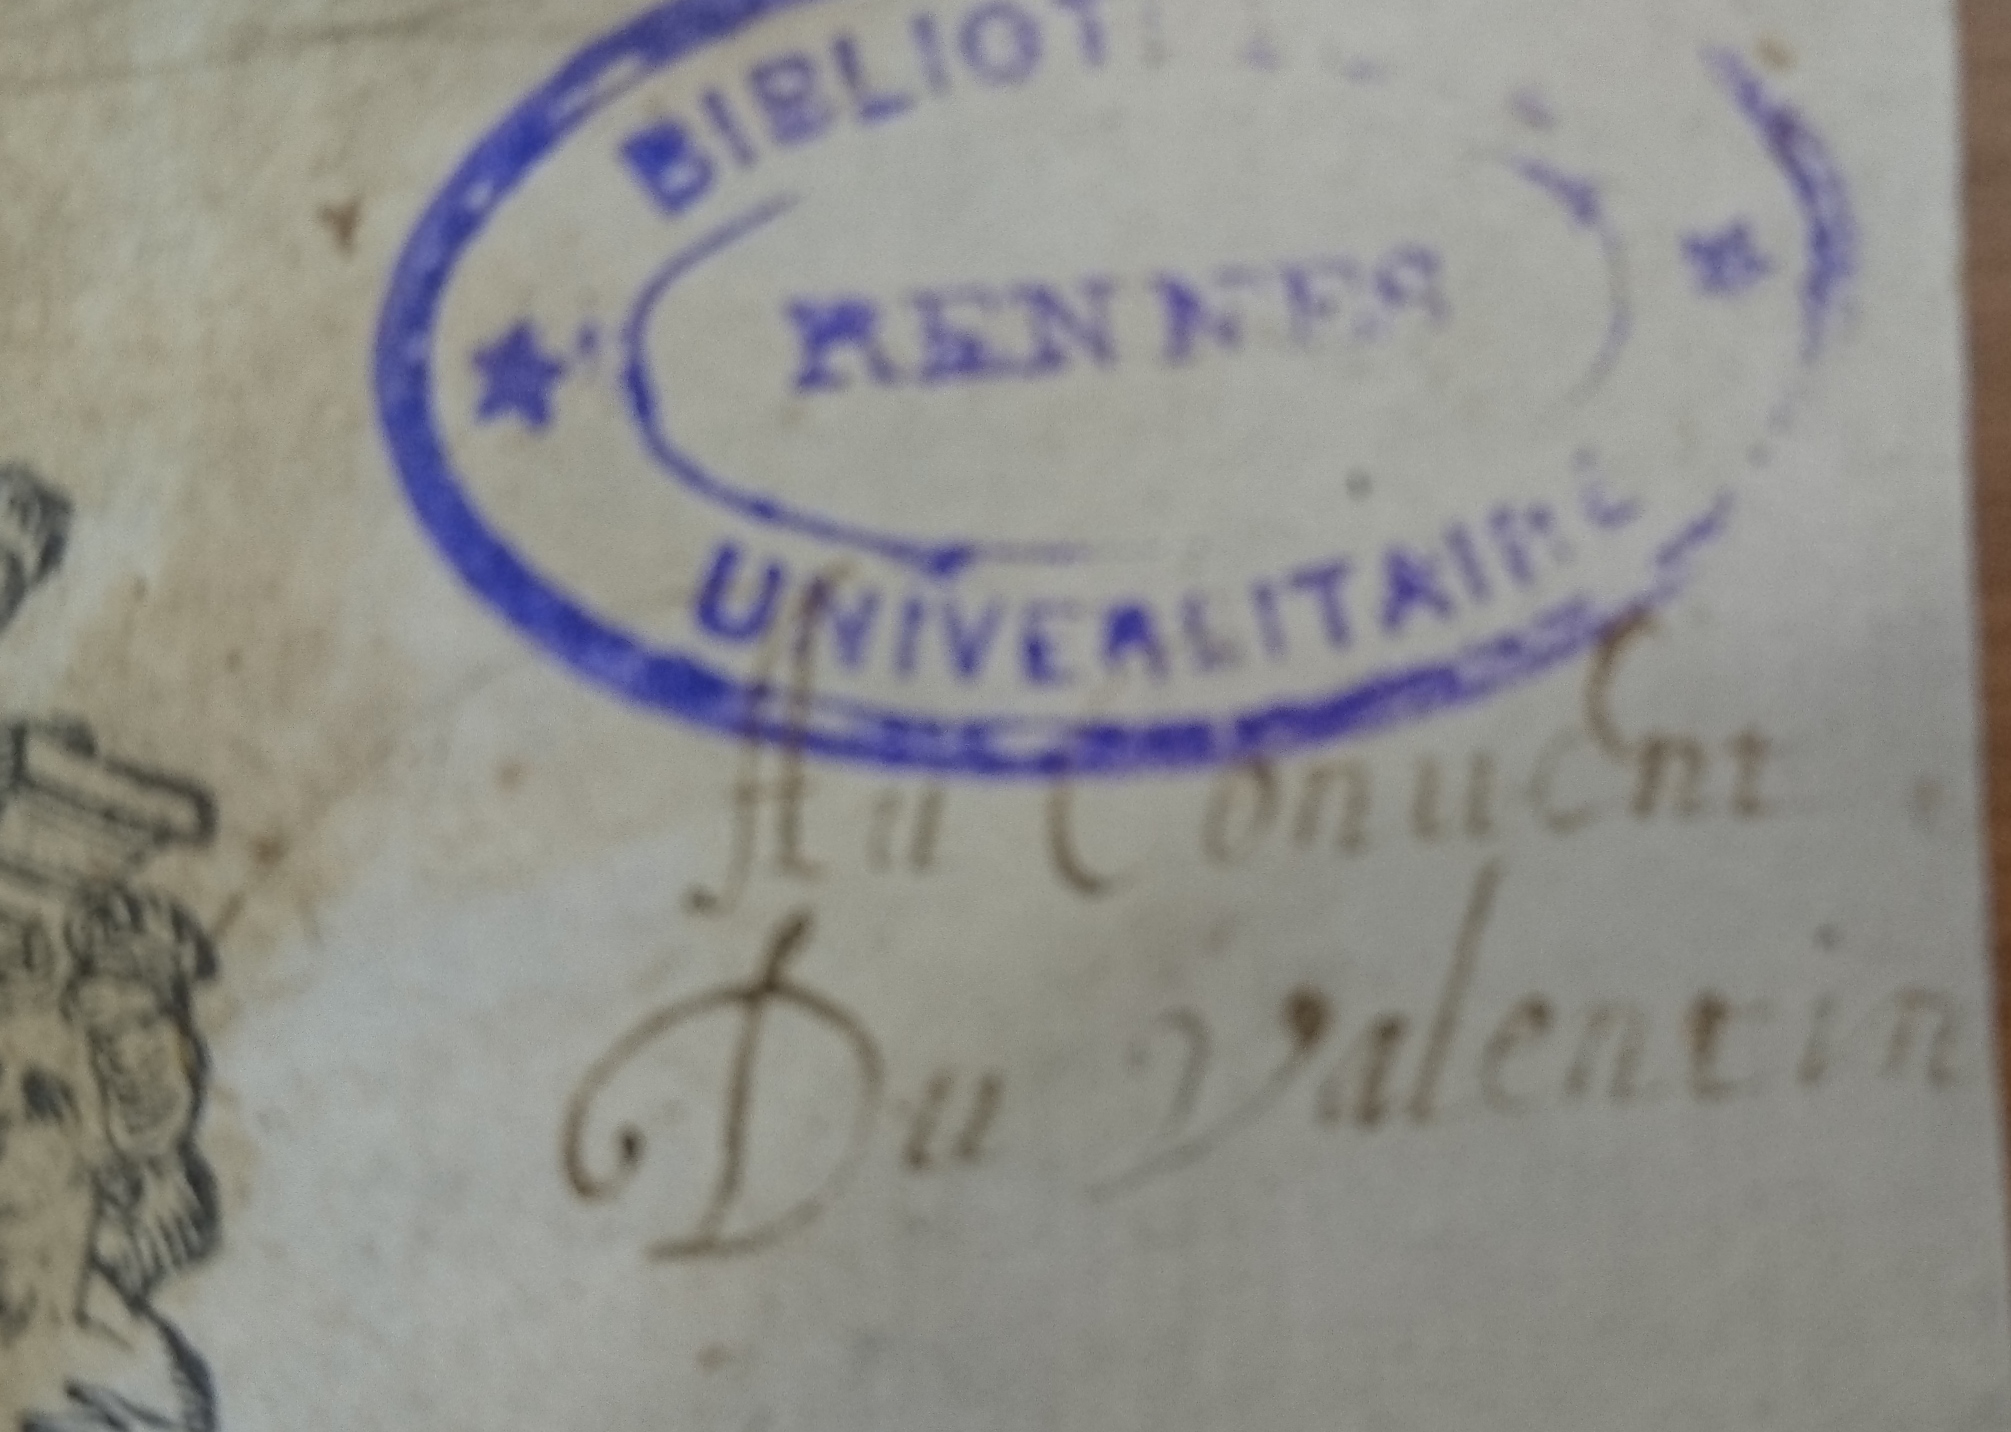 BIBLIOT
RENNES
UNIVERSITAIRE
Au Conuent
Du Valentin